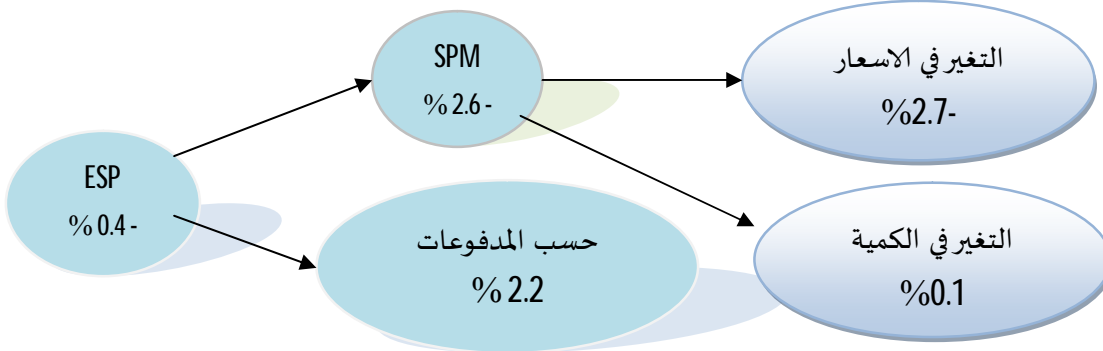 SPM
% 2.6 -
التغير في الاسعار
%2.7-
ESP
% 0.4 -
حسب المدفوعات
% 2.2
التغير في الكمية
%0.1